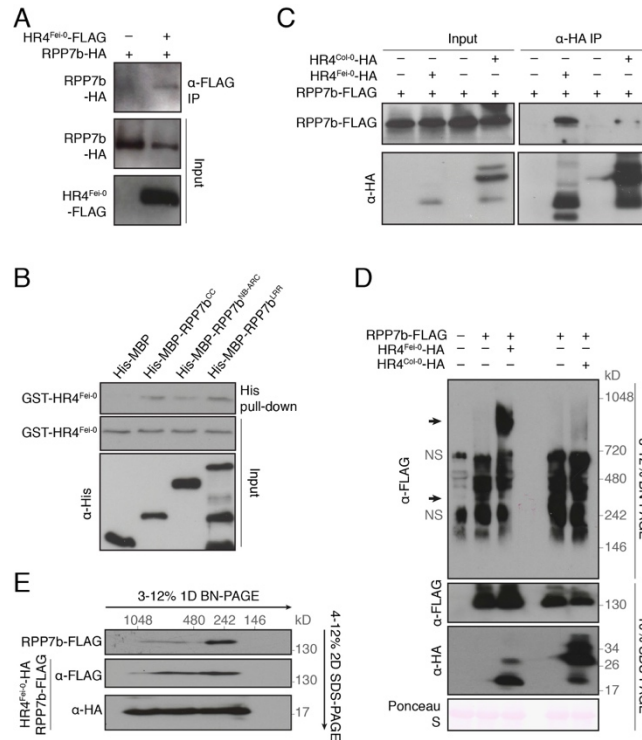 A
HR4Fei-0-FLAG – +
RPP7b-HA + +
RPP7b
-HA
α-FLAG
IP
RPP7b
-HA
HR4Fei-0
-FLAG
Input
B
His-MBP
His-MBP-RPP7bCC
His-MBP-RPP7bNB-ARC
His-MBP-RPP7bLRR
GST-HR4Fei-0
His
pull-down
GST-HR4Fei-0
α-His
Input
C
Input α-HA IP
HR4Col-0-HA – – – + – – – +
HR4Fei-0-HA – + – – – + – –
RPP7b-FLAG + + + + + + + +
RPP7b-FLAG
α-HA
D
RPP7b-FLAG – + + + +
HR4Fei-0-HA – – +
HR4Col-0-HA – +
kD
1048
NS
720
480
NS
242
146
α-FLAG
α-FLAG
130
α-HA
34
26
17
Ponceau
S
E
3-12% 1D BN-PAGE
1048 480 242 146 kD
RPP7b-FLAG
130
HR4Fei-0-HA
RPP7b-FLAG
α-FLAG
130
α-HA
17
4-12% 2D SDS-PAGE